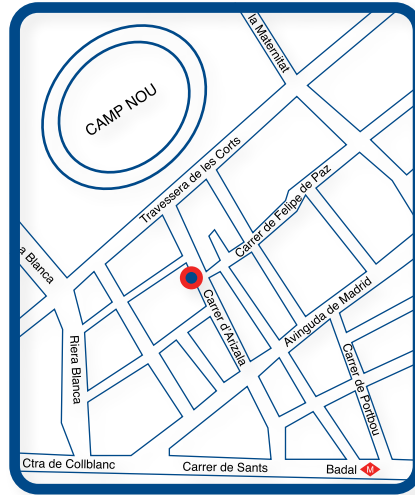 la Maternitat
CAMP NOU
Travessera de les Corts
Carrer de Felipe de Paz
a Blanca
Carrer d'Arizala
Avinguda de Madrid
Riera Blanca
Carrer de Portbou
Ctra de Collblanc
Carrer de Sants
Badal
M